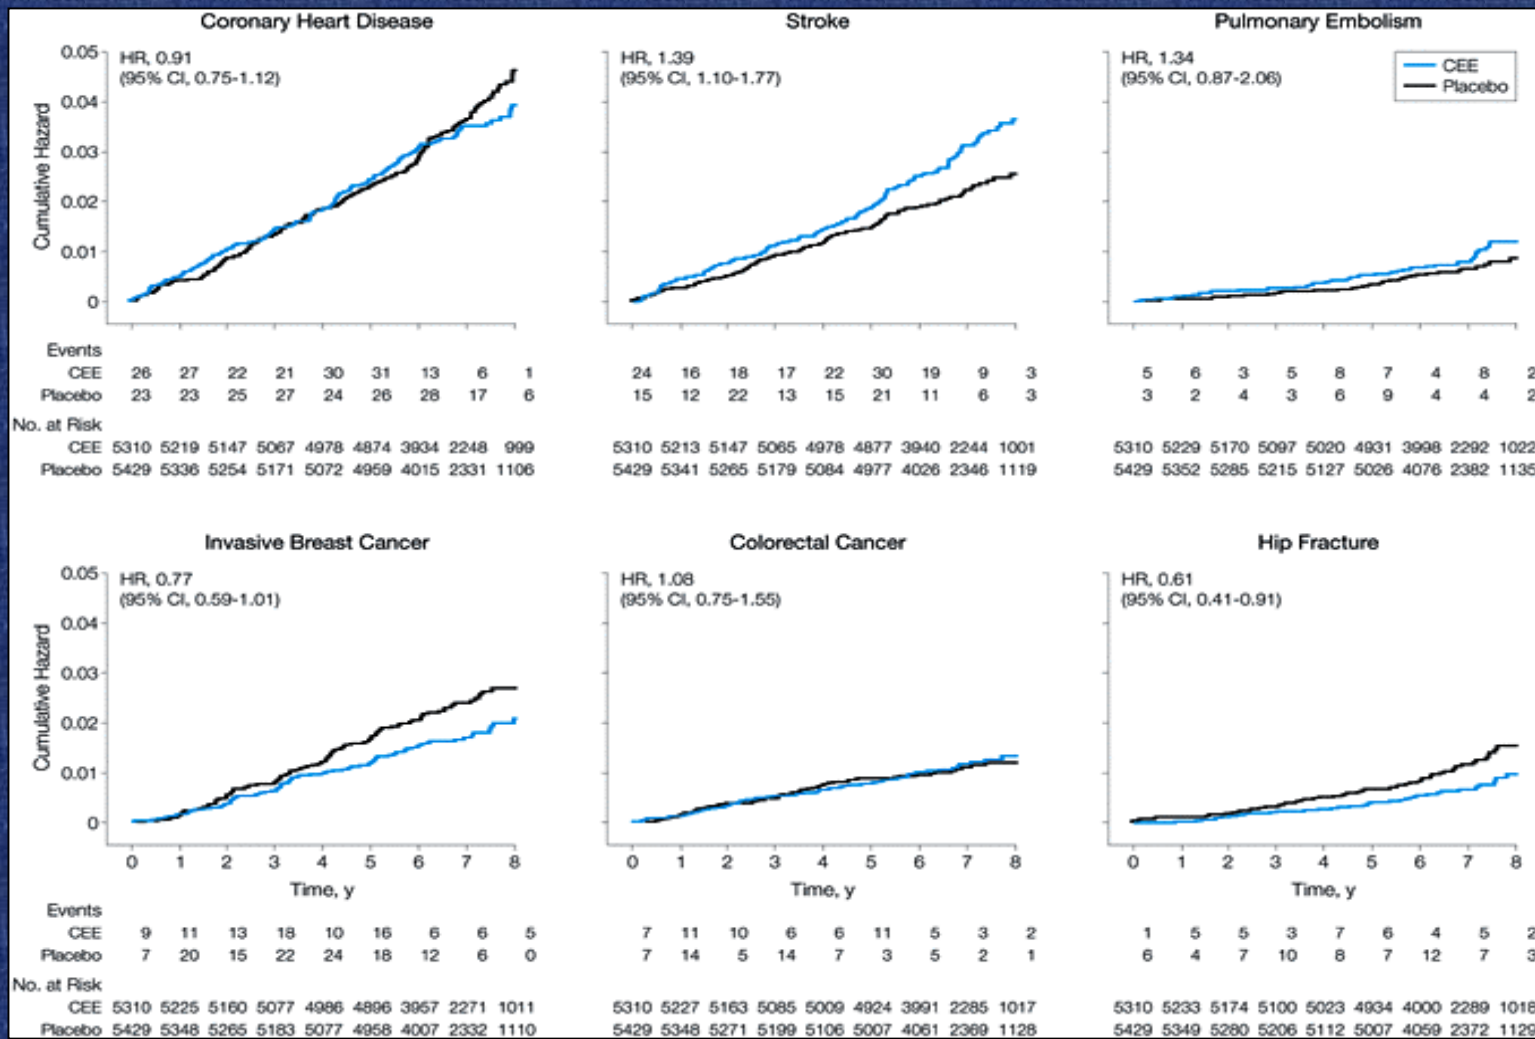 Coronary Heart Disease
HR, 0.91
(95% CI, 0.75-1.12)
Cumulative Hazard
0.05
0.04
0.03
0.02
0.01
0
Stroke
HR, 1.39
(95% CI, 1.10-1.77)
Pulmonary Embolism
HR, 1.34
(95% CI, 0.87-2.06)
CEE
Placebo
Events
CEE 26 27 22 21 30 31 13 6 1
Placebo 23 23 25 27 24 26 28 17 6
No. at Risk
CEE 5310 5219 5147 5067 4978 4874 3934 2248 999
Placebo 5429 5336 5254 5171 5072 4959 4015 2331 1106
24 16 18 17 22 30 19 9 3
15 12 22 13 15 21 11 6 3
5310 5213 5147 5065 4978 4877 3940 2244 1001
5429 5341 5265 5179 5084 4977 4026 2346 1119
5 6 3 5 8 7 4 8 2
3 2 4 3 6 9 4 4 2
5310 5229 5170 5097 5020 4931 3998 2292 1022
5429 5352 5285 5215 5127 5026 4076 2382 1135
Invasive Breast Cancer
HR, 0.77
(95% CI, 0.59-1.01)
Cumulative Hazard
0.05
0.04
0.03
0.02
0.01
0
0 1 2 3 4 5 6 7 8
Time, y
Colorectal Cancer
HR, 1.08
(95% CI, 0.75-1.55)
0 1 2 3 4 5 6 7 8
Time, y
Hip Fracture
HR, 0.61
(95% CI, 0.41-0.91)
0 1 2 3 4 5 6 7 8
Time, y
Events
CEE 9 11 13 18 10 16 6 6 5
Placebo 7 20 15 22 24 18 12 6 0
No. at Risk
CEE 5310 5225 5160 5077 4986 4896 3957 2271 1011
Placebo 5429 5348 5265 5183 5077 4958 4007 2332 1110
7 11 10 6 6 11 5 3 2
7 14 5 14 7 3 5 2 1
5310 5227 5163 5085 5009 4924 3991 2285 1017
5429 5348 5271 5199 5106 5007 4061 2369 1128
1 5 5 3 7 6 4 5 2
6 4 7 10 8 7 12 7 3
5310 5233 5174 5100 5023 4934 4000 2289 1018
5429 5349 5280 5206 5112 5007 4059 2372 1129